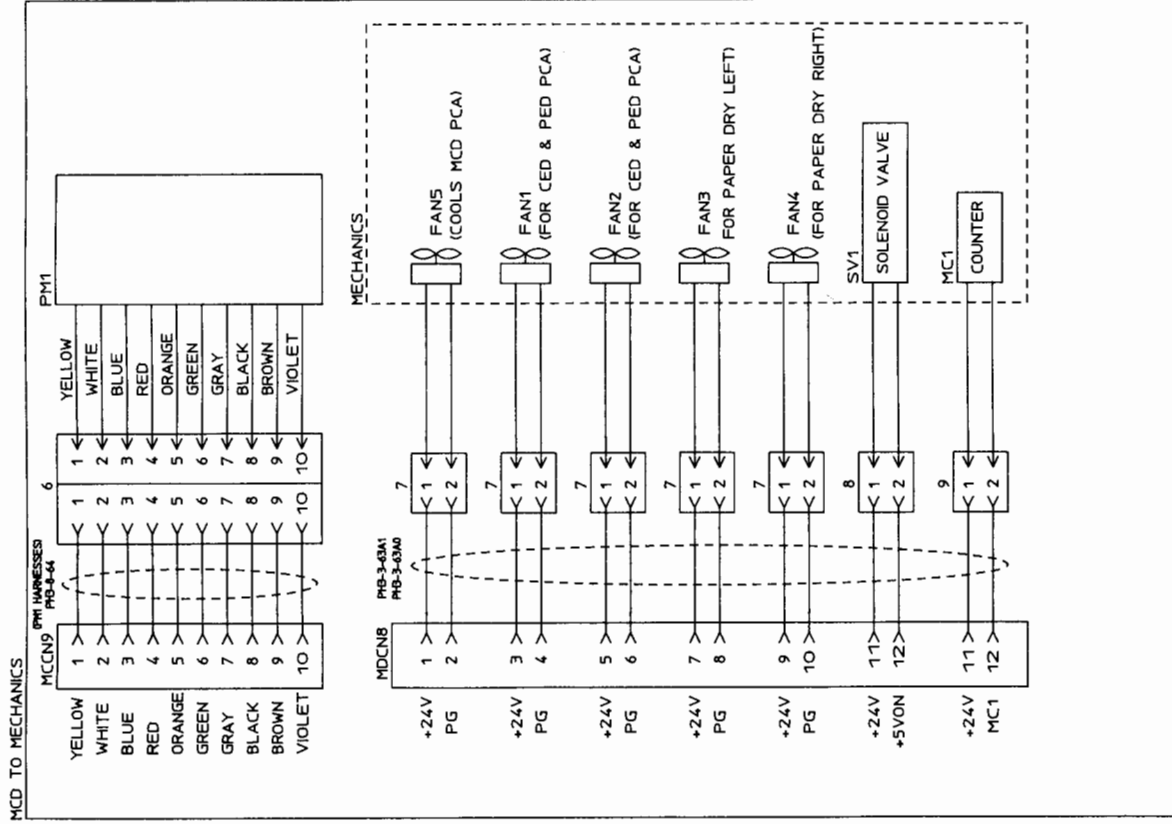 MCD TO MECHANICS
(PM1 HARNESSES)
PH3-8-64
MCCN9 6 PM1
YELLOW 1 1 1 YELLOW
WHITE 2 2 2 WHITE
BLUE 3 3 3 BLUE
RED 4 4 4 RED
ORANGE 5 5 5 ORANGE
GREEN 6 6 6 GREEN
GRAY 7 7 7 GRAY
BLACK 8 8 8 BLACK
BROWN 9 9 9 BROWN
VIOLET 10 10 10 VIOLET
MECHANICS
PH3-3-63A1
PH3-3-63A0
MDCN8
7
+24V 1 1 FAN5
PG 2 2 (COOLS MCD PCA)
7
+24V 3 1 FAN1
PG 4 2 (FOR CED & PED PCA)
7
+24V 5 1 FAN2
PG 6 2 (FOR CED & PED PCA)
7
+24V 7 1 FAN3
PG 8 2 FOR PAPER DRY LEFT)
7
+24V 9 1 FAN4
PG 10 2 (FOR PAPER DRY RIGHT)
8 SV1
+24V 11 1 SOLENOID VALVE
+5VON 12 2
9 MC1
+24V 11 1 COUNTER
MC1 12 2